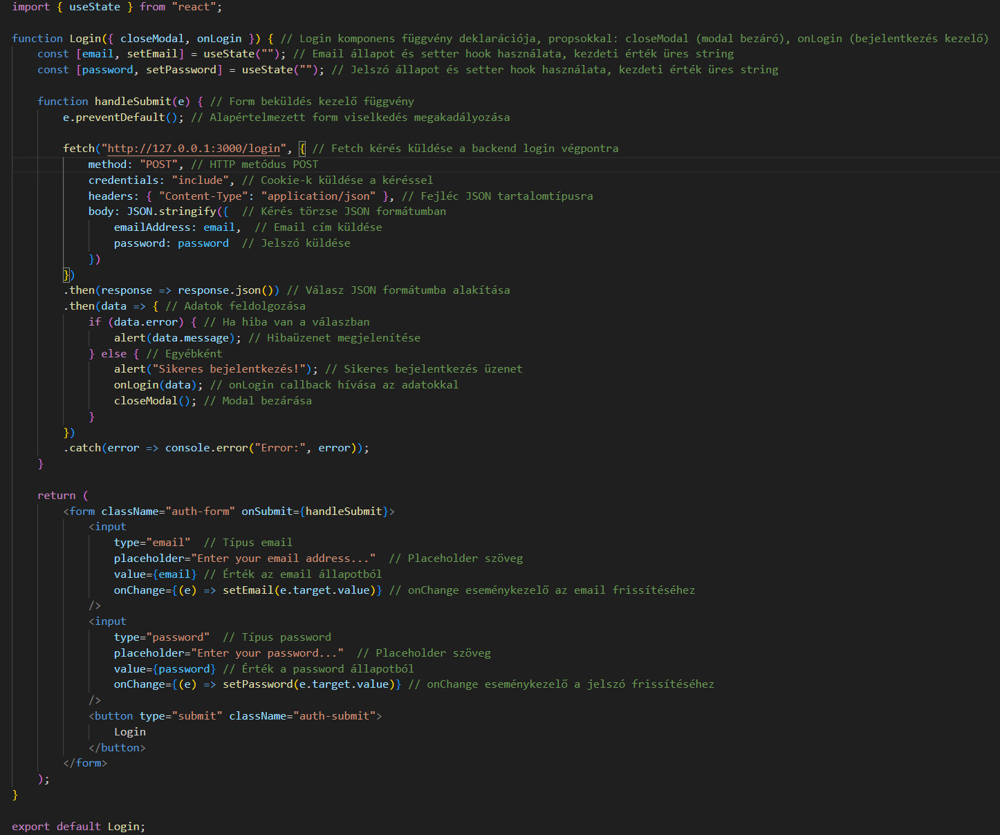 import { useState } from "react";

function Login({ closeModal, onLogin }) { // Login komponens függvény deklarációja, propsokkal: closeModal (modal bezáró), onLogin (bejelentkezés kezelő)
    const [email, setEmail] = useState(""); // Email állapot és setter hook használata, kezdeti érték üres string
    const [password, setPassword] = useState(""); // Jelszó állapot és setter hook használata, kezdeti érték üres string

    function handleSubmit(e) { // Form beküldés kezelő függvény
        e.preventDefault(); // Alapértelmezett form viselkedés megakadályozása

        fetch("http://127.0.0.1:3000/login", { // Fetch kérés küldése a backend login végpontra
            method: "POST", // HTTP metódus POST
            credentials: "include", // Cookie-k küldése a kéréssel
            headers: { "Content-Type": "application/json" }, // Fejléc JSON tartalomtípusra
            body: JSON.stringify({  // Kérés törzse JSON formátumban
                emailAddress: email,  // Email cím küldése
                password: password  // Jelszó küldése
            })
        })
        .then(response => response.json()) // Válasz JSON formátumba alakítása
        .then(data => { // Adatok feldolgozása
            if (data.error) { // Ha hiba van a válaszban
                alert(data.message); // Hibaüzenet megjelenítése
            } else { // Egyébként
                alert("Sikeres bejelentkezés!"); // Sikeres bejelentkezés üzenet
                onLogin(data); // onLogin callback hívása az adatokkal
                closeModal(); // Modal bezárása
            }
        })
        .catch(error => console.error("Error:", error));
    }

    return (
        <form className="auth-form" onSubmit={handleSubmit}>
            <input
                type="email"  // Típus email
                placeholder="Enter your email address..."  // Placeholder szöveg
                value={email} // Érték az email állapotból
                onChange={(e) => setEmail(e.target.value)} // onChange eseménykezelő az email frissítéséhez
            />
            <input
                type="password"  // Típus password
                placeholder="Enter your password..."  // Placeholder szöveg
                value={password} // Érték a password állapotból
                onChange={(e) => setPassword(e.target.value)} // onChange eseménykezelő a jelszó frissítéséhez
            />
            <button type="submit" className="auth-submit">
                Login
            </button>
        </form>
    );
}

export default Login;